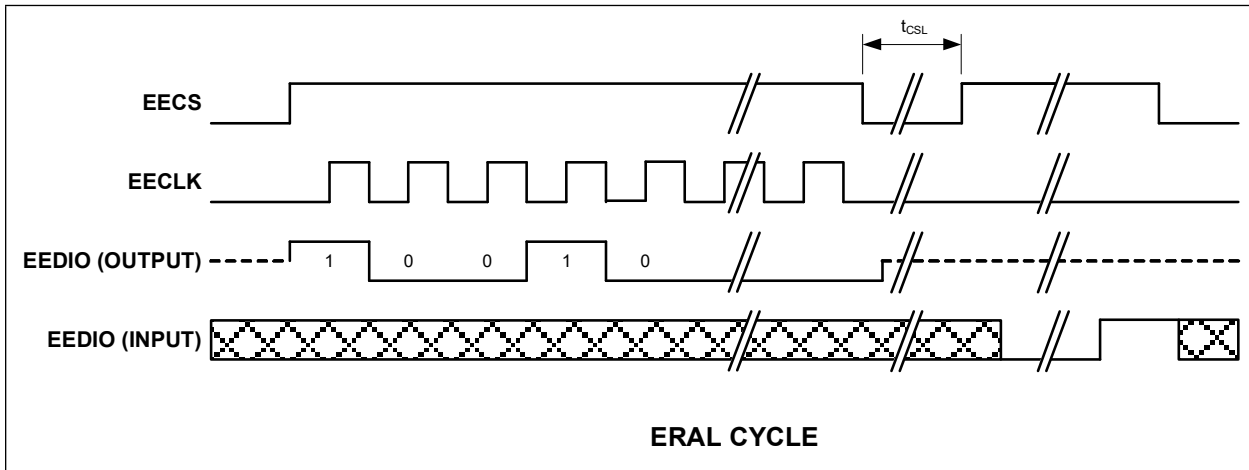 tCSL
EECS
EECLK
EEDIO (OUTPUT)
1 0 0 1 0
EEDIO (INPUT)
ERAL CYCLE